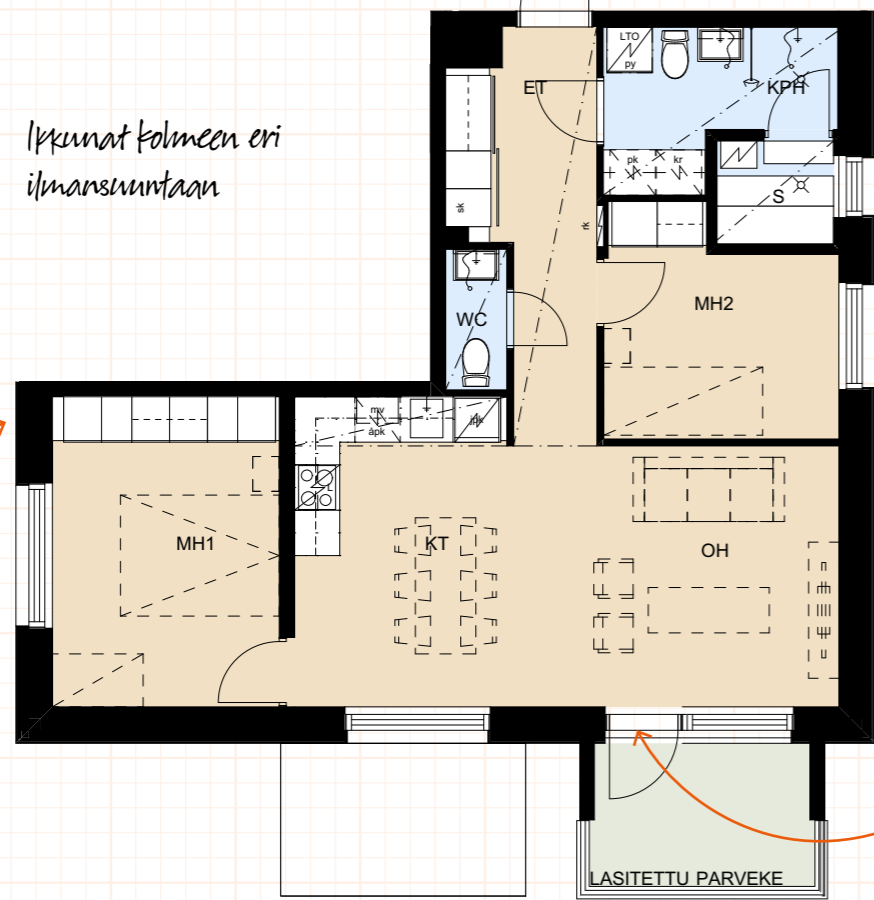 Ikkunat kolmeen eri
ilmansuuntaan
LTO
py
ET
KPH
pk
kr
S
sk
rk
WC
MH2
mv
apk
jpk
L
MH1
KT
OH
LASITETTU PARVEKE